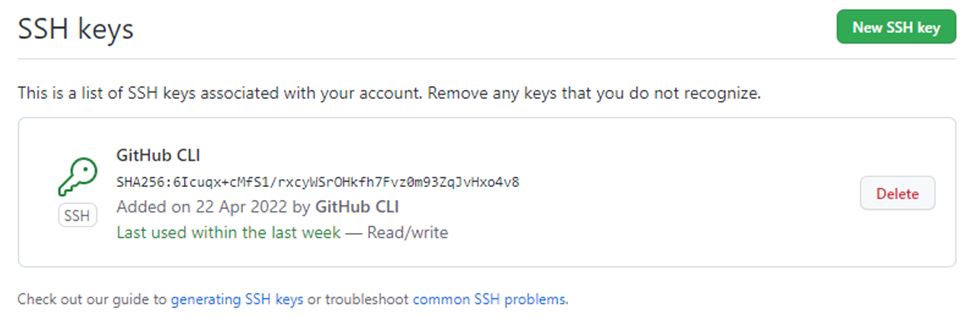 SSH keys
New SSH key
This is a list of SSH keys associated with your account. Remove any keys that you do not recognize.
GitHub CLI
SHA256:6Icuqx+cMfS1/rxcyWSrOHkfh7Fvz0m93ZqJvHxo4v8
SSH
Added on 22 Apr 2022 by GitHub CLI
Last used within the last week — Read/write
Delete
Check out our guide to generating SSH keys or troubleshoot common SSH problems.